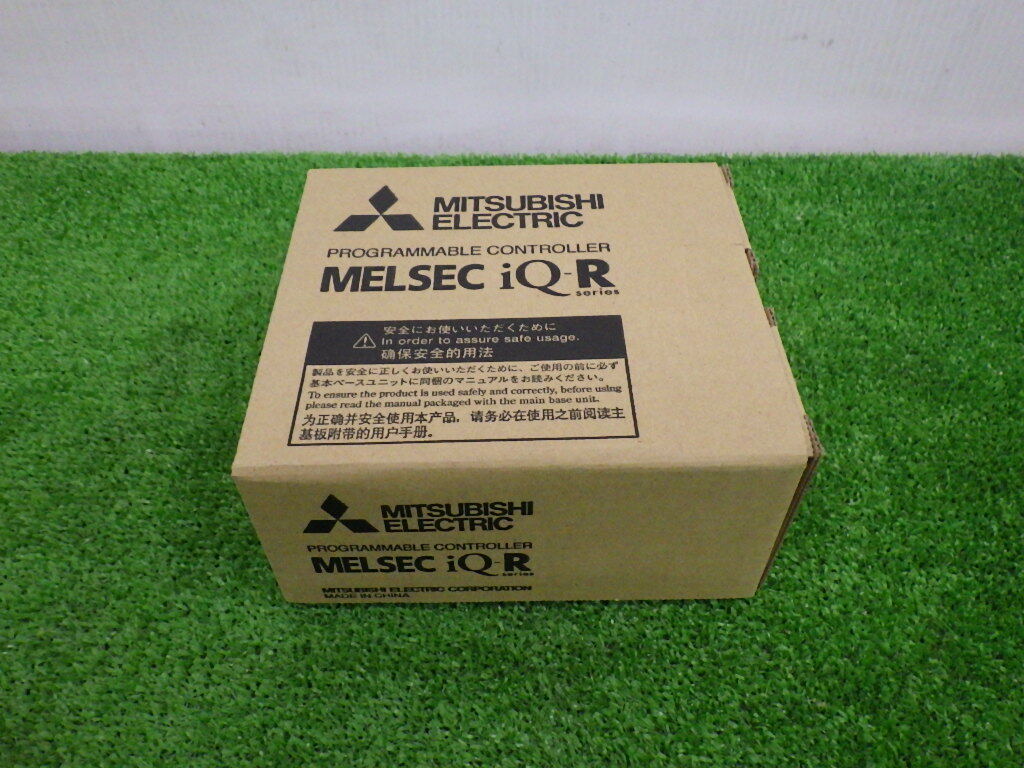 MITSUBISHI
ELECTRIC
PROGRAMMABLE CONTROLLER
MELSEC iQ-R
series
安全にお使いいただくために
In order to assure safe usage.
确保安全的用法
製品を安全に正しくお使いいただくために、ご使用の前に必ず
基本ベースユニットに同梱のマニュアルをお読みください。
To ensure the product is used safely and correctly, before using
please read the manual packaged with the main base unit.
为正确并安全使用本产品，请务必在使用之前阅读主
基板附带的用户手册。
MITSUBISHI
ELECTRIC
PROGRAMMABLE CONTROLLER
MELSEC iQ-R
series
MITSUBISHI ELECTRIC CORPORATION
MADE IN CHINA